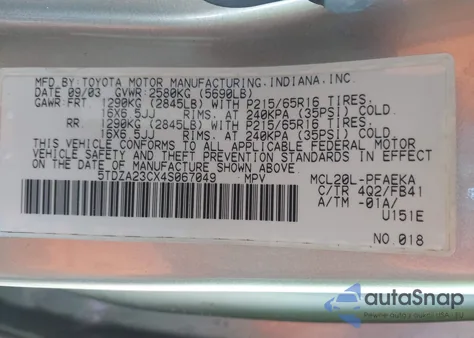 MFD.BY:TOYOTA MOTOR MANUFACTURING.INDIANA.INC.
DATE 09/03 GVWR:2580KG (5690LB)
GAWR:FRT 1290KG (2845LB) WITH P215/65R16 TIRES,
16X6.5JJ RIMS, AT 240KPA (35PSI) COLD
RR 1290KG (2845LB) WITH P215/65R16 TIRES,
16X6.5JJ RIMS, AT 240KPA (35PSI) COLD
THIS VEHICLE CONFORMS TO ALL APPLICABLE FEDERAL MOTOR
VEHICLE SAFETY, BUMPER, AND
THEFT PREVENTION STANDARDS IN EFFECT
ON THE DATE OF MANUFACTURE SHOWN ABOVE.
5TDZA23CX4S067049 MPV
MCL20L-PFAEKA
C/TR 4Q2/FB41
A/TM -01A/
U151E
NO.018
autoSnap